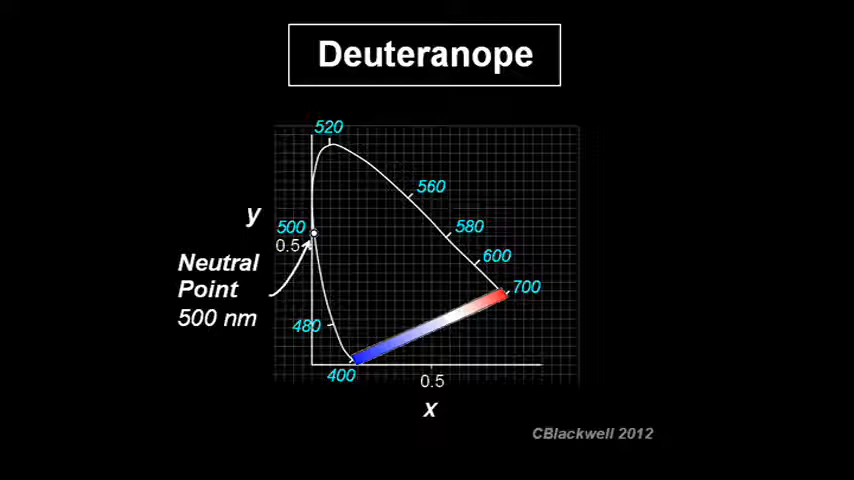 Deuteranope
520
560
y
500
580
0.5
600
Neutral
Point
500 nm
700
480
400
0.5
x
CBlackwell 2012